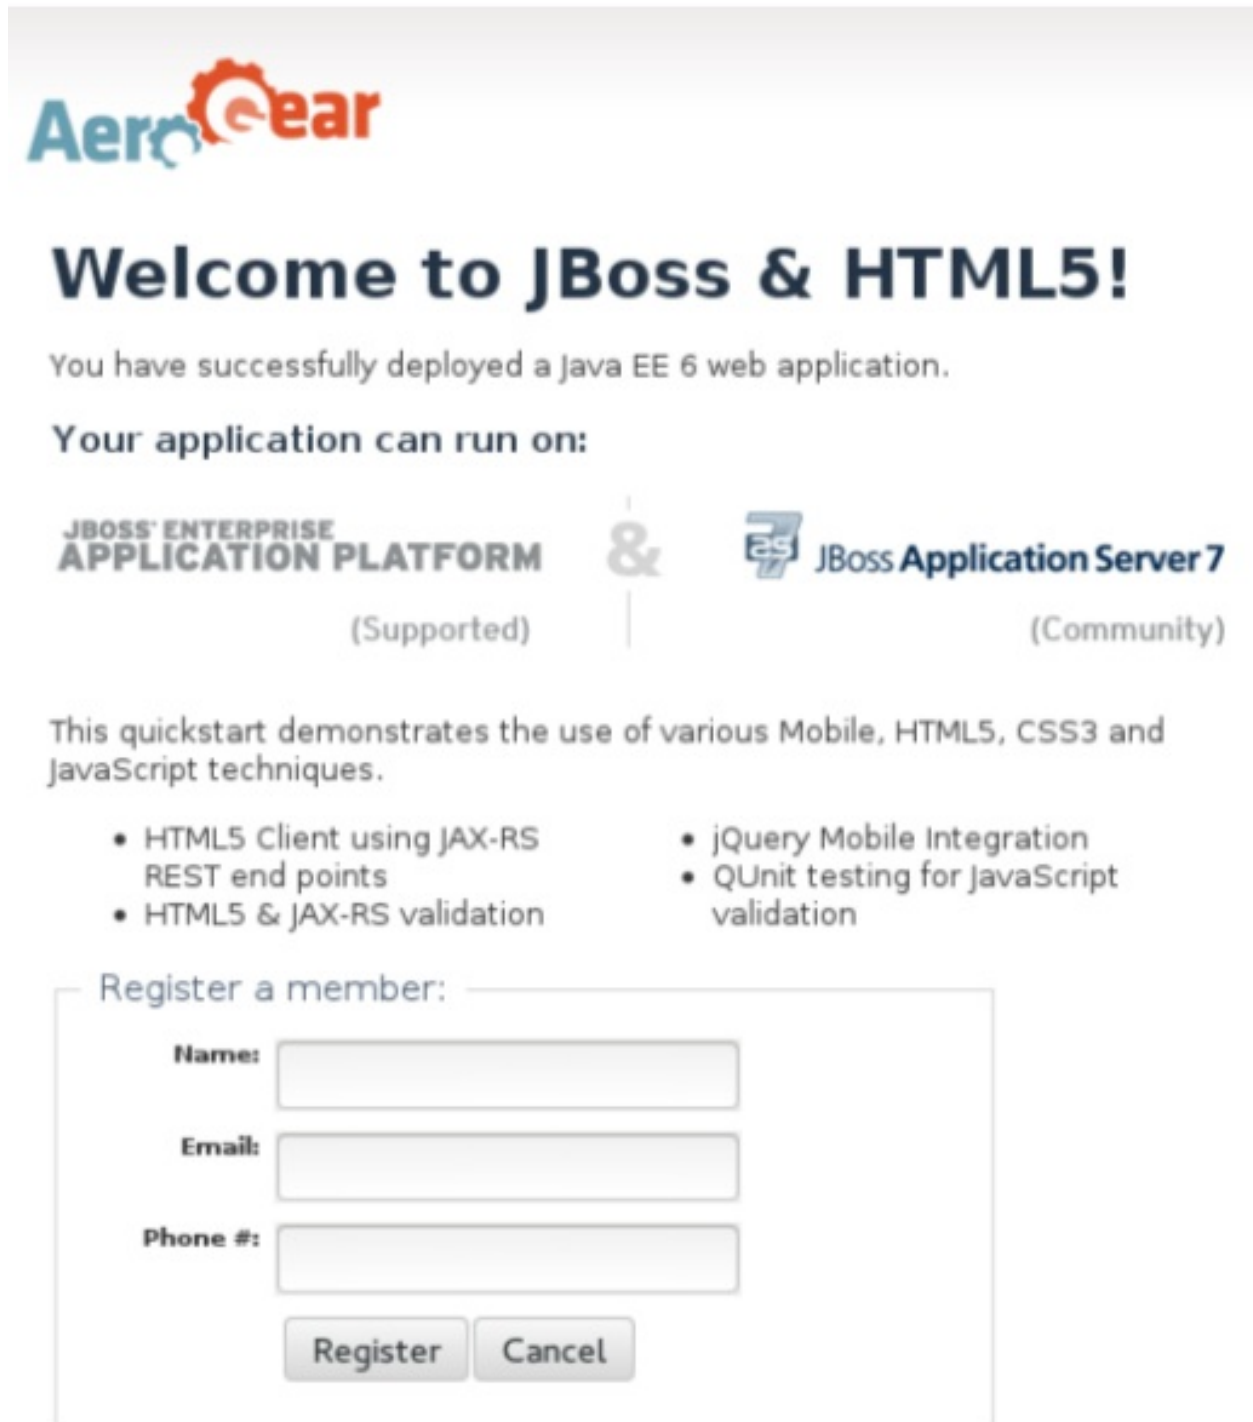 AeroGear
Welcome to JBoss & HTML5!
You have successfully deployed a Java EE 6 web application.
Your application can run on:
JBOSS' ENTERPRISE
APPLICATION PLATFORM
(Supported)
&
as 7
JBoss Application Server 7
(Community)
This quickstart demonstrates the use of various Mobile, HTML5, CSS3 and
JavaScript techniques.
• HTML5 Client using JAX-RS
REST end points
• HTML5 & JAX-RS validation
• jQuery Mobile Integration
• QUnit testing for JavaScript
validation
Register a member:
Name:
Email:
Phone #:
Register Cancel